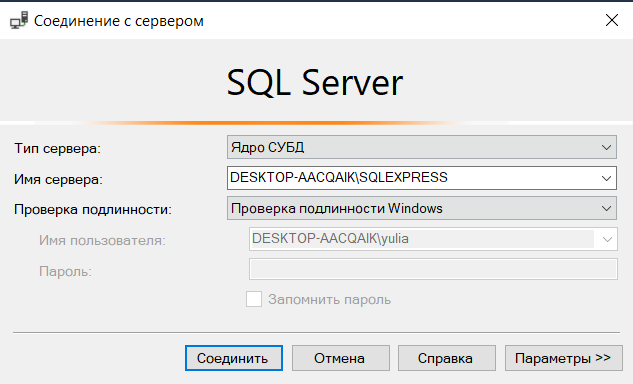 Соединение с сервером
SQL Server
Тип сервера: Ядро СУБД
Имя сервера: DESKTOP-AACQAIK\SQLEXPRESS
Проверка подлинности: Проверка подлинности Windows
Имя пользователя: DESKTOP-AACQAIK\yulia
Пароль:
Запомнить пароль
Соединить Отмена Справка Параметры >>